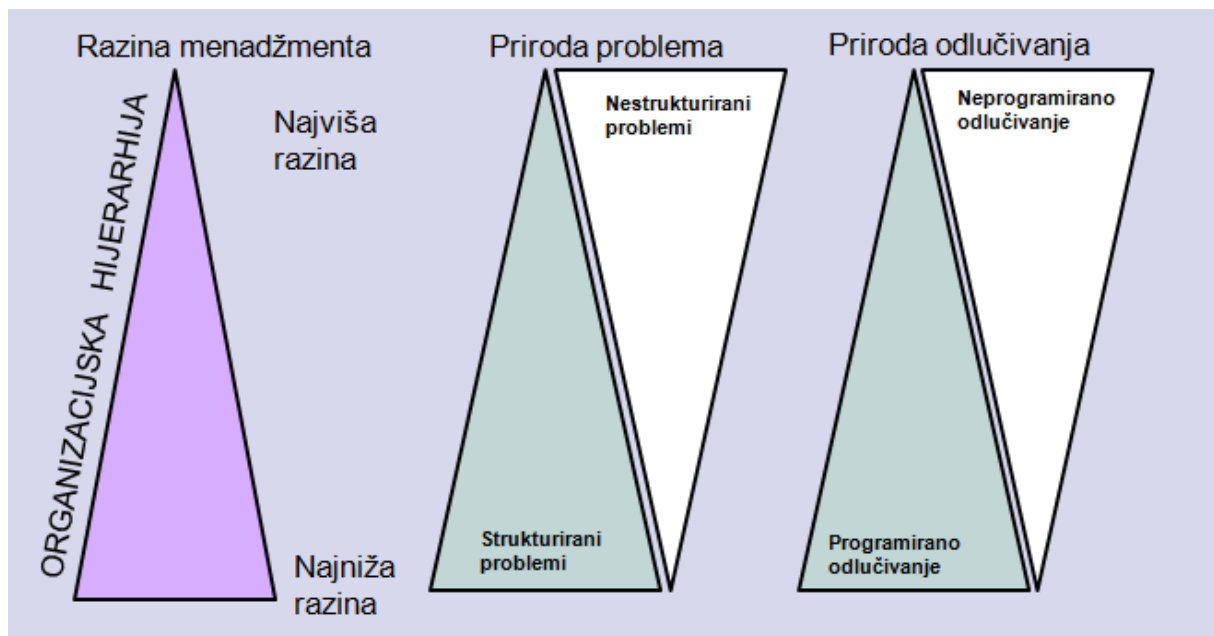 Razina menadžmenta
Priroda problema
Priroda odlučivanja
ORGANIZACIJSKA HIJERARHIJA
Najviša
razina
Nestrukturirani
problemi
Neprogramirano
odlučivanje
Najniža
razina
Strukturirani
problemi
Programirano
odlučivanje